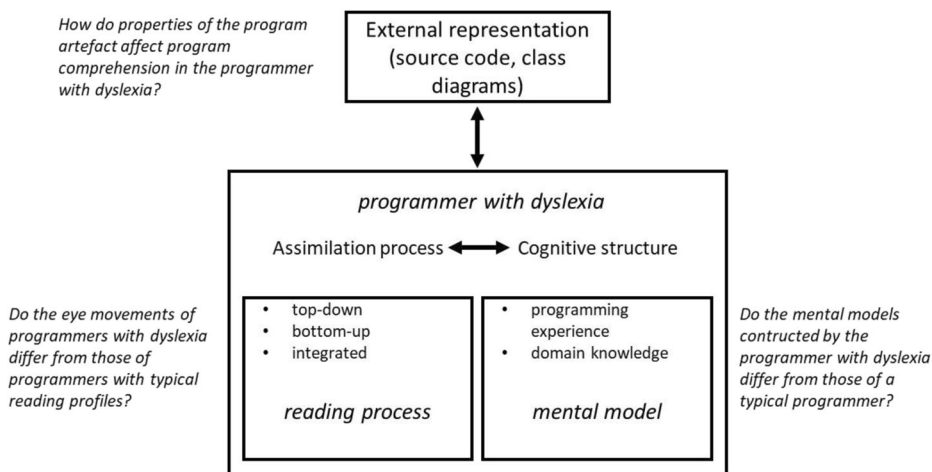 How do properties of the program
artefact affect program
comprehension in the programmer
with dyslexia?
External representation
(source code, class
diagrams)
programmer with dyslexia
Assimilation process
Cognitive structure
Do the eye movements of
programmers with dyslexia
differ from those of
programmers with typical
reading profiles?
• top-down
• bottom-up
• integrated
reading process
• programming
experience
• domain knowledge
mental model
Do the mental models
contructed by the
programmer with dyslexia
differ from those of a
typical programmer?